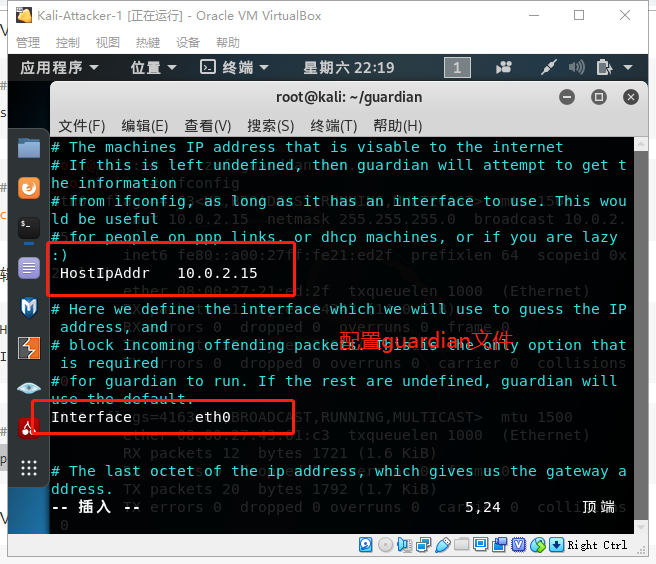 Kali-Attacker-1 [正在运行] - Oracle VM VirtualBox
管理 控制 视图 热键 设备 帮助
应用程序 位置 终端 星期六 22:19 1
root@kali: ~/guardian
文件(F) 编辑(E) 查看(V) 搜索(S) 终端(T) 帮助(H)
# The machines IP address that is visable to the internet
# If this is left undefined, then guardian will attempt to get t
he information
# from ifconfig, as long as it has an interface to use. This wou
ld be useful
# for people on ppp links, or dhcp machines, or if you are lazy
:)
HostIpAddr 10.0.2.15
# Here we define the interface which we will use to guess the IP
address, and
# block incoming offending packets. This is the only option that
is required
配置guardian文件
# for guardian to run. If the rest are undefined, guardian will
use the default.
Interface eth0
# The last octet of the ip address, which gives us the gateway a
ddress.
-- 插入 -- 5,24 顶端
Right Ctrl